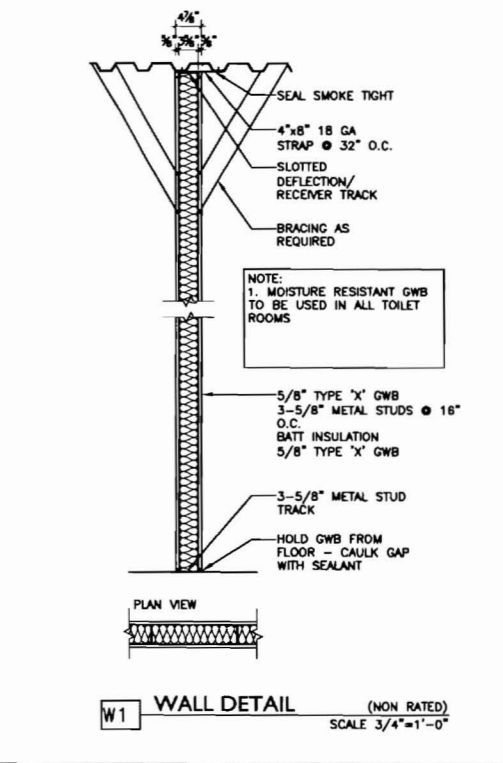 4⅞"
⅝" 3⅝" ⅝"
SEAL SMOKE TIGHT
4"x8" 18 GA
STRAP @ 32" O.C.
SLOTTED
DEFLECTION/
RECEIVER TRACK
BRACING AS
REQUIRED
NOTE:
1. MOISTURE RESISTANT GWB
TO BE USED IN ALL TOILET
ROOMS
5/8" TYPE 'X' GWB
3-5/8" METAL STUDS @ 16"
O.C.
BATT INSULATION
5/8" TYPE 'X' GWB
3-5/8" METAL STUD
TRACK
HOLD GWB FROM
FLOOR - CAULK GAP
WITH SEALANT
PLAN VIEW
W1 WALL DETAIL (NON RATED)
SCALE 3/4"=1'-0"